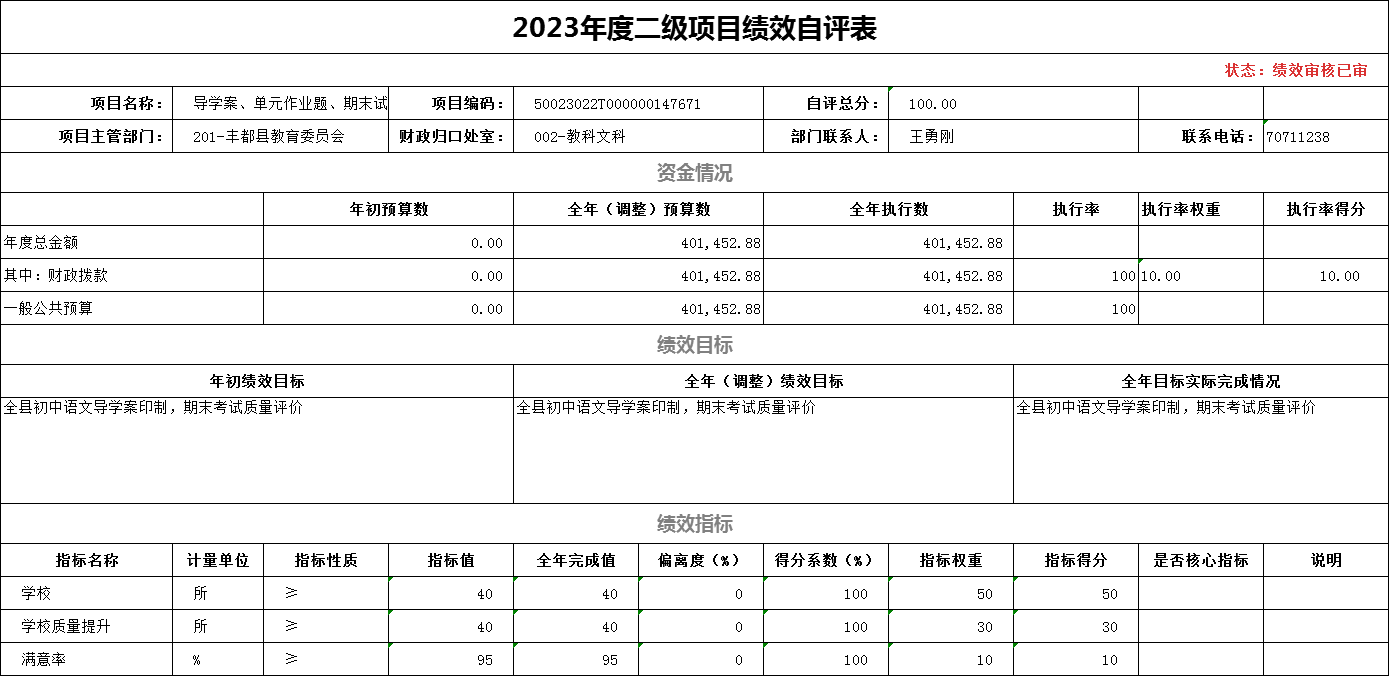 2023年度二级项目绩效自评表
状态：绩效审核已审
项目名称： 导学案、单元作业题、期末试 项目编码： 50023022T000000147671 自评总分： 100.00
项目主管部门： 201-丰都县教育委员会 财政归口处室： 002-教科文科 部门联系人： 王勇刚 联系电话： 70711238
资金情况
年初预算数 全年（调整）预算数 全年执行数 执行率 执行率权重 执行率得分
年度总金额 0.00 401,452.88 401,452.88
其中：财政拨款 0.00 401,452.88 401,452.88 100 10.00 10.00
一般公共预算 0.00 401,452.88 401,452.88 100
绩效目标
年初绩效目标 全年（调整）绩效目标 全年目标实际完成情况
全县初中语文导学案印制，期末考试质量评价 全县初中语文导学案印制，期末考试质量评价 全县初中语文导学案印制，期末考试质量评价
绩效指标
指标名称 计量单位 指标性质 指标值 全年完成值 偏离度（%） 得分系数（%） 指标权重 指标得分 是否核心指标 说明
学校 所 ≥ 40 40 0 100 50 50
学校质量提升 所 ≥ 40 40 0 100 30 30
满意率 % ≥ 95 95 0 100 10 10